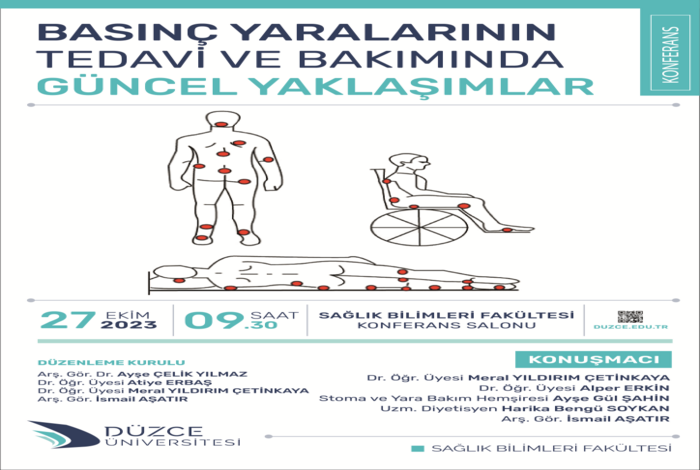 BASINÇ YARALARININ
TEDAVİ VE BAKIMINDA
GÜNCEL YAKLAŞIMLAR
KONFERANS
27 EKİM 2023
SAAT 09.30
SAĞLIK BİLİMLERİ FAKÜLTESİ
KONFERANS SALONU
DUZCE.EDU.TR
DÜZENLEME KURULU
Arş. Gör. Dr. Ayşe ÇELİK YILMAZ
Dr. Öğr. Üyesi Atiye ERBAŞ
Dr. Öğr. Üyesi Meral YILDIRIM ÇETİNKAYA
Arş. Gör. İsmail AŞATIR
KONUŞMACI
Dr. Öğr. Üyesi Meral YILDIRIM ÇETİNKAYA
Dr. Öğr. Üyesi Alper ERKİN
Stoma ve Yara Bakım Hemşiresi Ayşe Gül ŞAHİN
Uzm. Diyetisyen Harika Bengü SOYKAN
Arş. Gör. İsmail AŞATIR
DÜZCE
ÜNİVERSİTESİ
SAĞLIK BİLİMLERİ FAKÜLTESİ